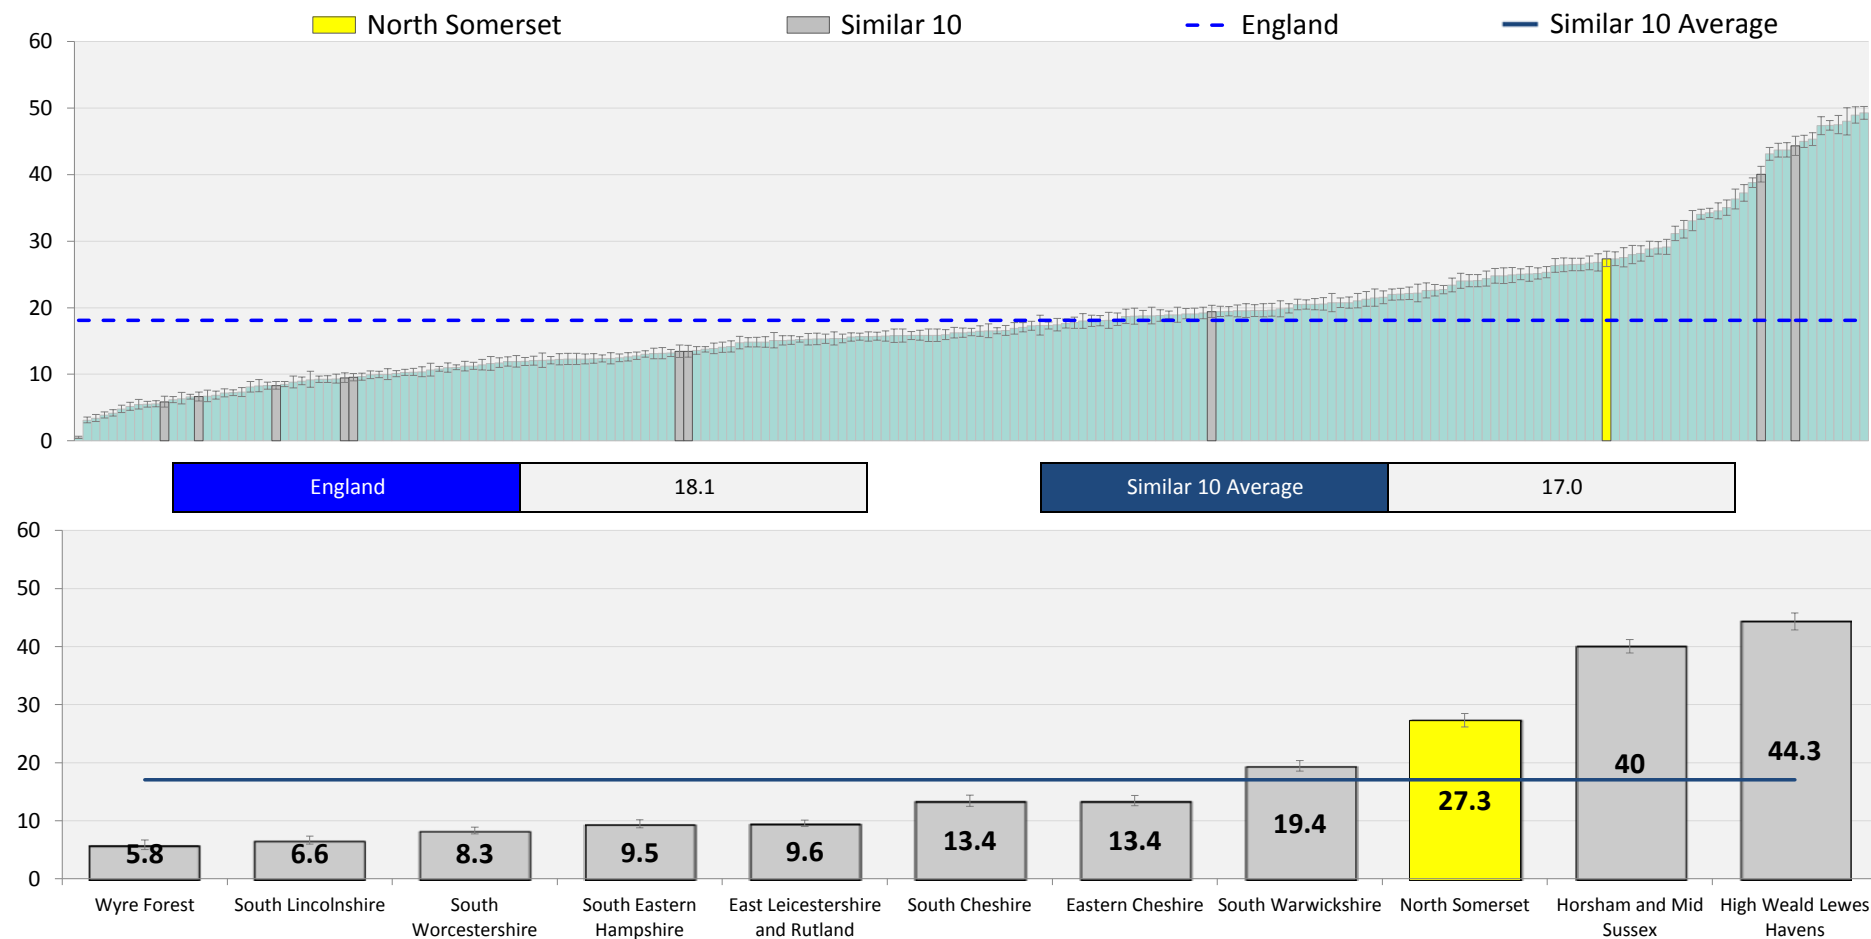 North Somerset Similar 10 England Similar 10 Average
60
50
40
30
20
10
0
England 18.1 Similar 10 Average 17.0
60
50
40
30
20
10
0
5.8 6.6 8.3 9.5 9.6 13.4 13.4 19.4 27.3 40 44.3
Wyre Forest South Lincolnshire South South Eastern East Leicestershire South Cheshire Eastern Cheshire South Warwickshire North Somerset Horsham and Mid High Weald Lewes
Worcestershire Hampshire and Rutland Sussex Havens